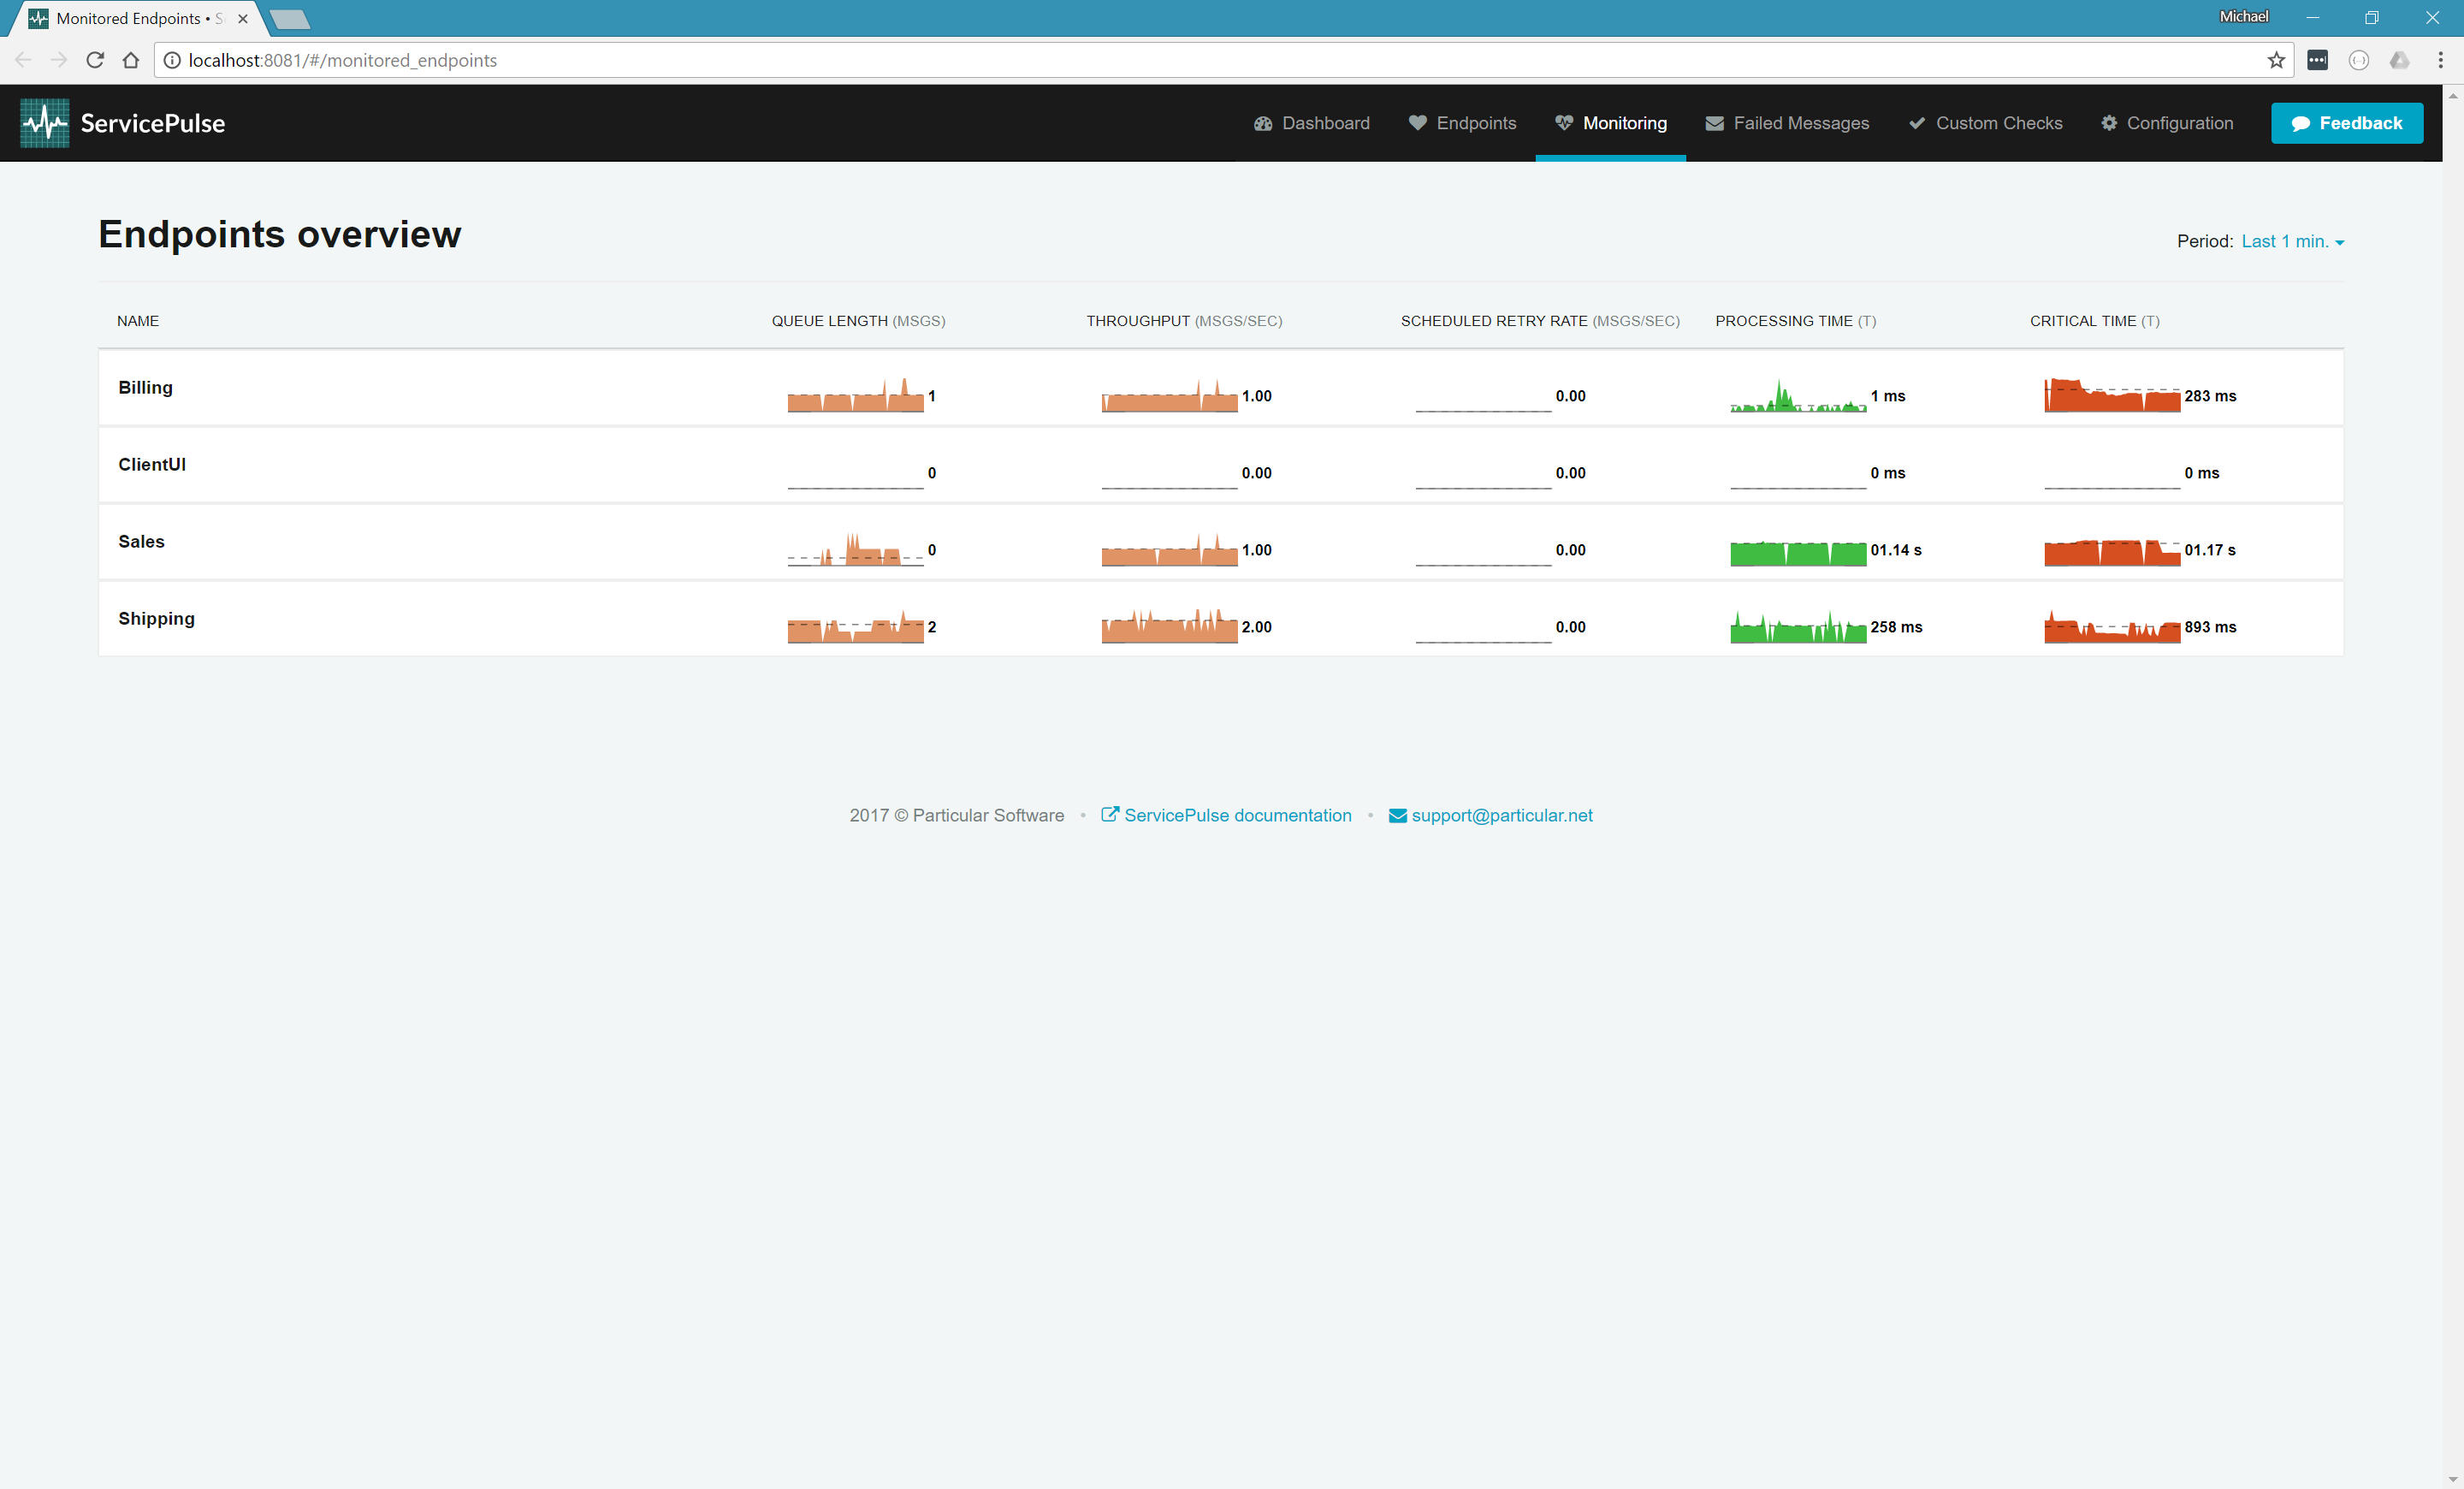 Monitored Endpoints • S
Michael
localhost:8081/#/monitored_endpoints
ServicePulse
Dashboard Endpoints Monitoring Failed Messages Custom Checks Configuration Feedback
Endpoints overview
Period: Last 1 min.
NAME QUEUE LENGTH (MSGS) THROUGHPUT (MSGS/SEC) SCHEDULED RETRY RATE (MSGS/SEC) PROCESSING TIME (T) CRITICAL TIME (T)
Billing 1 1.00 0.00 1 ms 283 ms
ClientUI 0 0.00 0.00 0 ms 0 ms
Sales 0 1.00 0.00 01.14 s 01.17 s
Shipping 2 2.00 0.00 258 ms 893 ms
2017 © Particular Software • ServicePulse documentation • support@particular.net